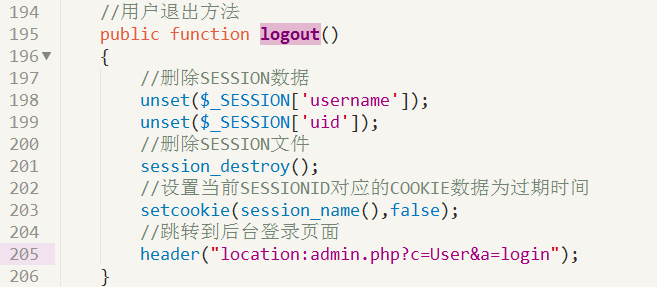 194 //用户退出方法
195 public function logout()
196 {
197 //删除SESSION数据
198 unset($_SESSION['username']);
199 unset($_SESSION['uid']);
200 //删除SESSION文件
201 session_destroy();
202 //设置当前SESSIONID对应的COOKIE数据为过期时间
203 setcookie(session_name(),false);
204 //跳转到后台登录页面
205 header("location:admin.php?c=User&a=login");
206 }